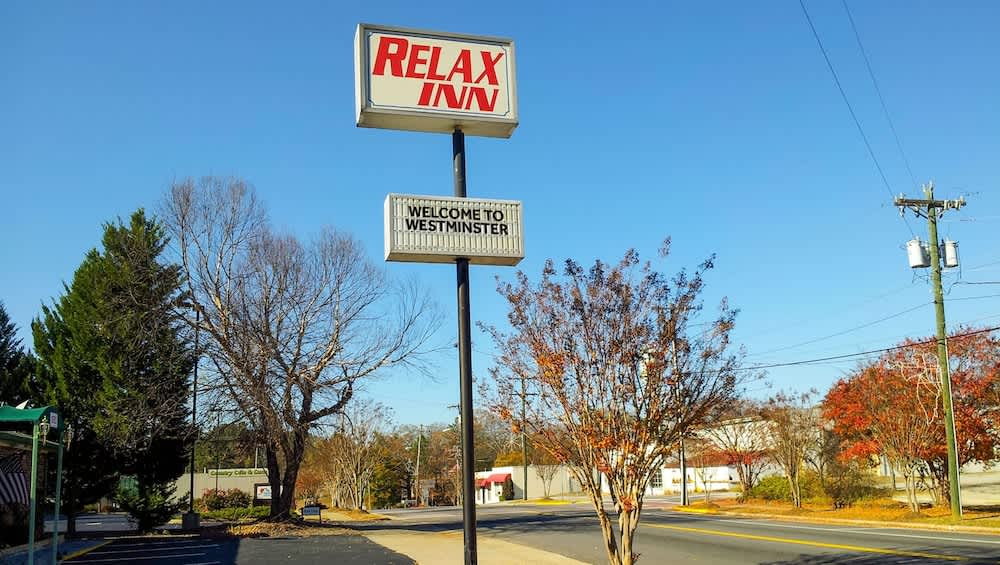 RELAX
INN
WELCOME TO
WESTMINSTER